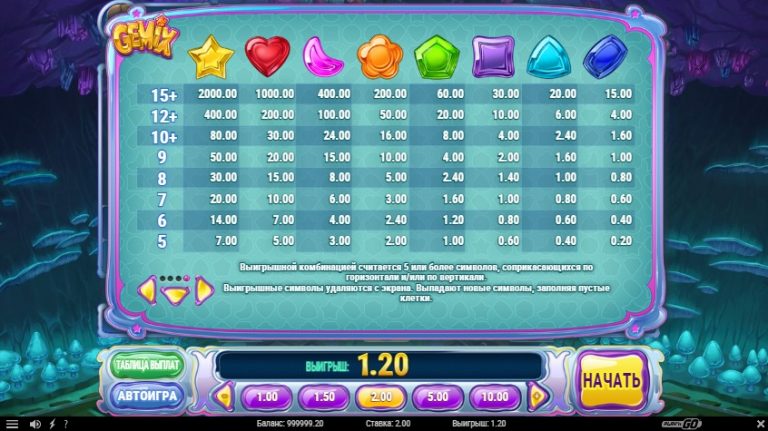 GEMIX
15+ 2000.00 1000.00 400.00 200.00 60.00 30.00 20.00 15.00
12+ 400.00 200.00 100.00 50.00 20.00 10.00 6.00 4.00
10+ 80.00 30.00 24.00 16.00 8.00 4.00 2.40 1.60
9 50.00 20.00 15.00 10.00 4.00 2.00 1.60 1.00
8 30.00 15.00 8.00 5.00 2.40 1.40 1.00 0.80
7 20.00 10.00 6.00 3.00 1.60 1.00 0.80 0.60
6 14.00 7.00 4.00 2.40 1.20 0.80 0.60 0.40
5 7.00 5.00 3.00 2.00 1.00 0.60 0.40 0.20
Выигрышной комбинацией считается 5 или более символов, соприкасающихся по
горизонтали и/или по вертикали.
Выигрышные символы удаляются с экрана. Выпадают новые символы, заполняя пустые
клетки.
ТАБЛИЦА ВЫПЛАТ
ВЫИГРЫШ: 1.20
АВТОИГРА
1.00 1.50 2.00 5.00 10.00
НАЧАТЬ
? Баланс: 999999.20 Ставка: 2.00 Выигрыш: 1.20 PLAY'N GO